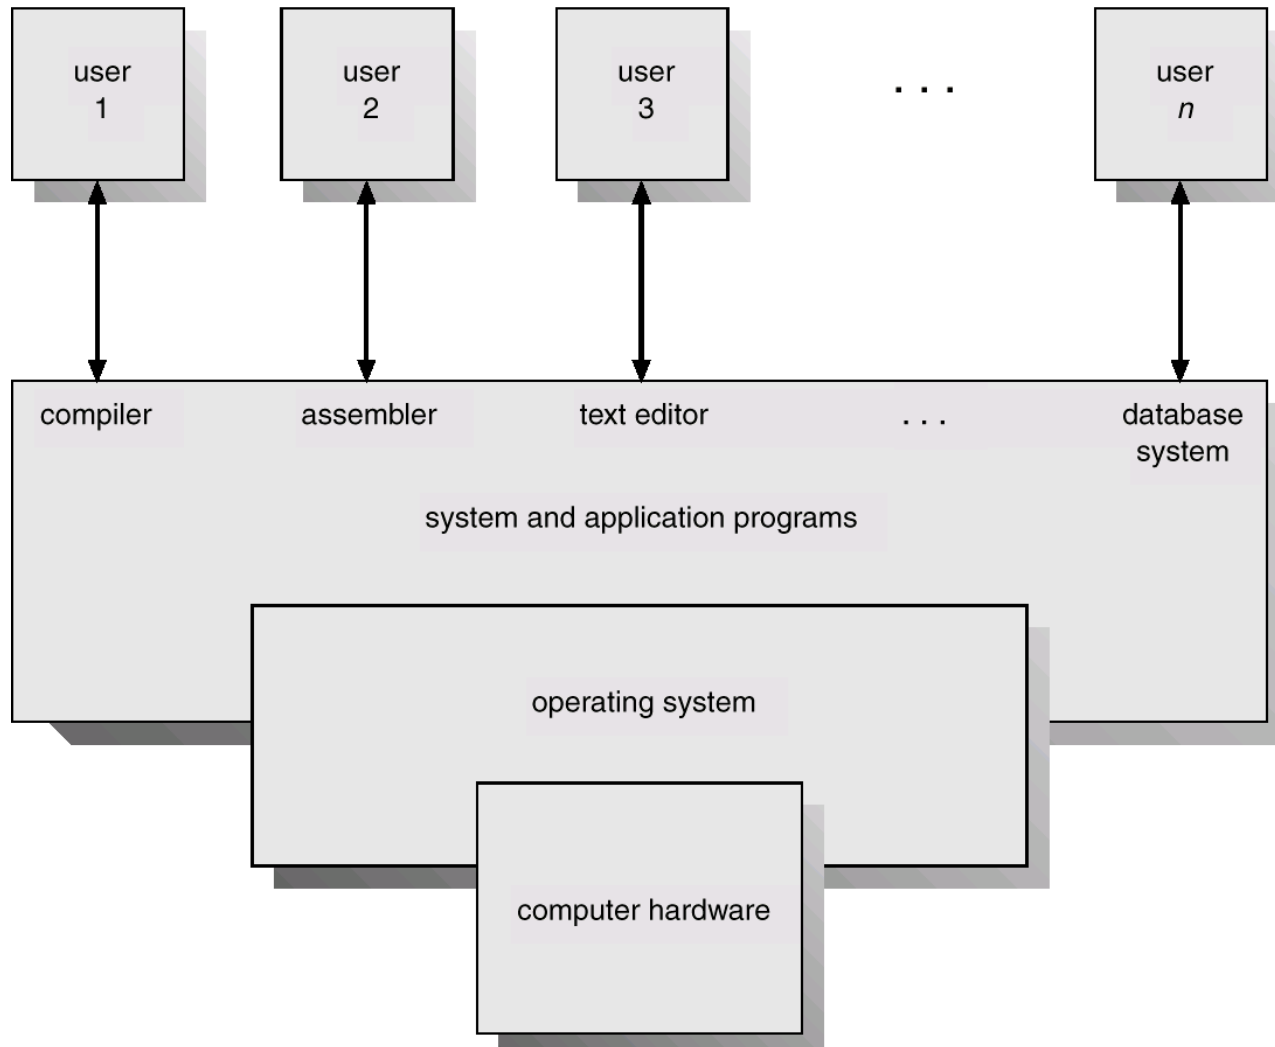 user
1
user
2
user
3
. . .
user
n
compiler
assembler
text editor
. . .
database
system
system and application programs
operating system
computer hardware